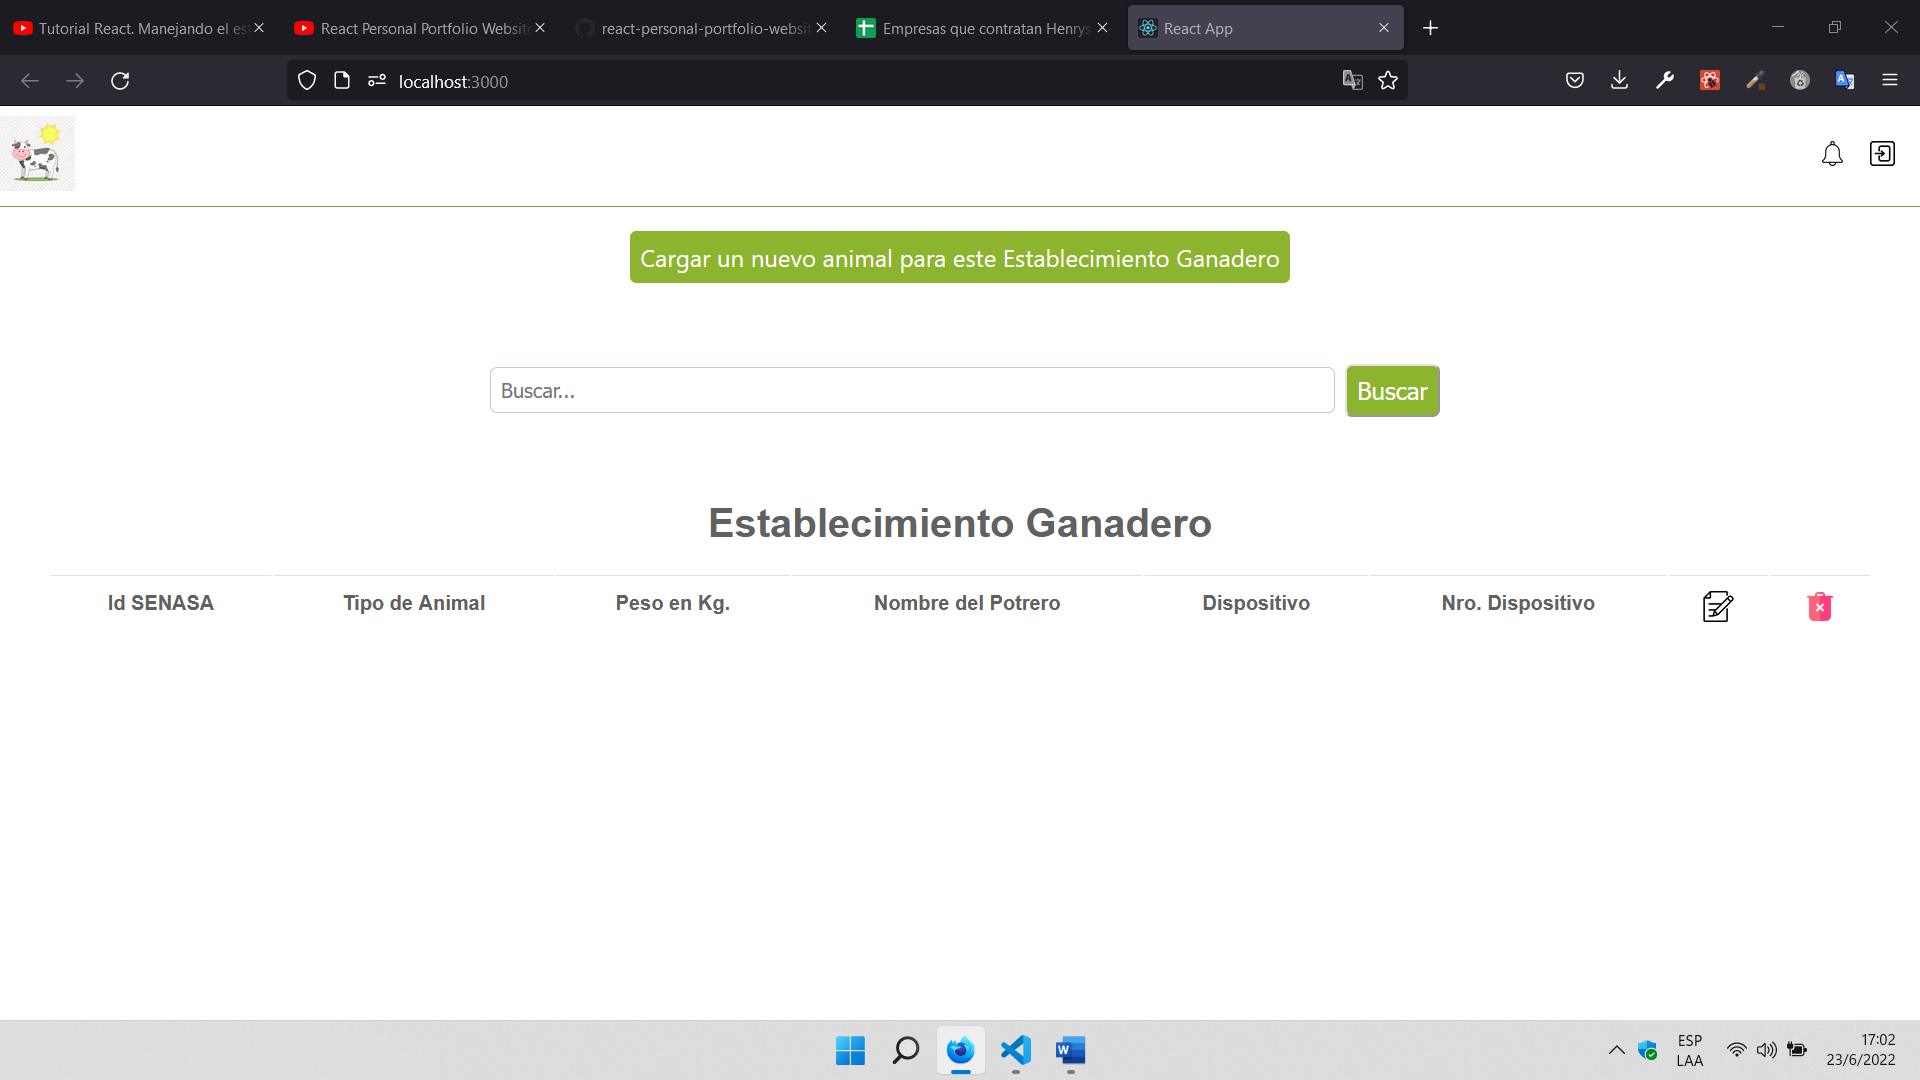 Tutorial React. Manejando el est
React Personal Portfolio Website
react-personal-portfolio-websit
Empresas que contratan Henrys
React App
localhost:3000
Cargar un nuevo animal para este Establecimiento Ganadero
Buscar...
Buscar
Establecimiento Ganadero
Id SENASA Tipo de Animal Peso en Kg. Nombre del Potrero Dispositivo Nro. Dispositivo
ESP
LAA
17:02
23/6/2022